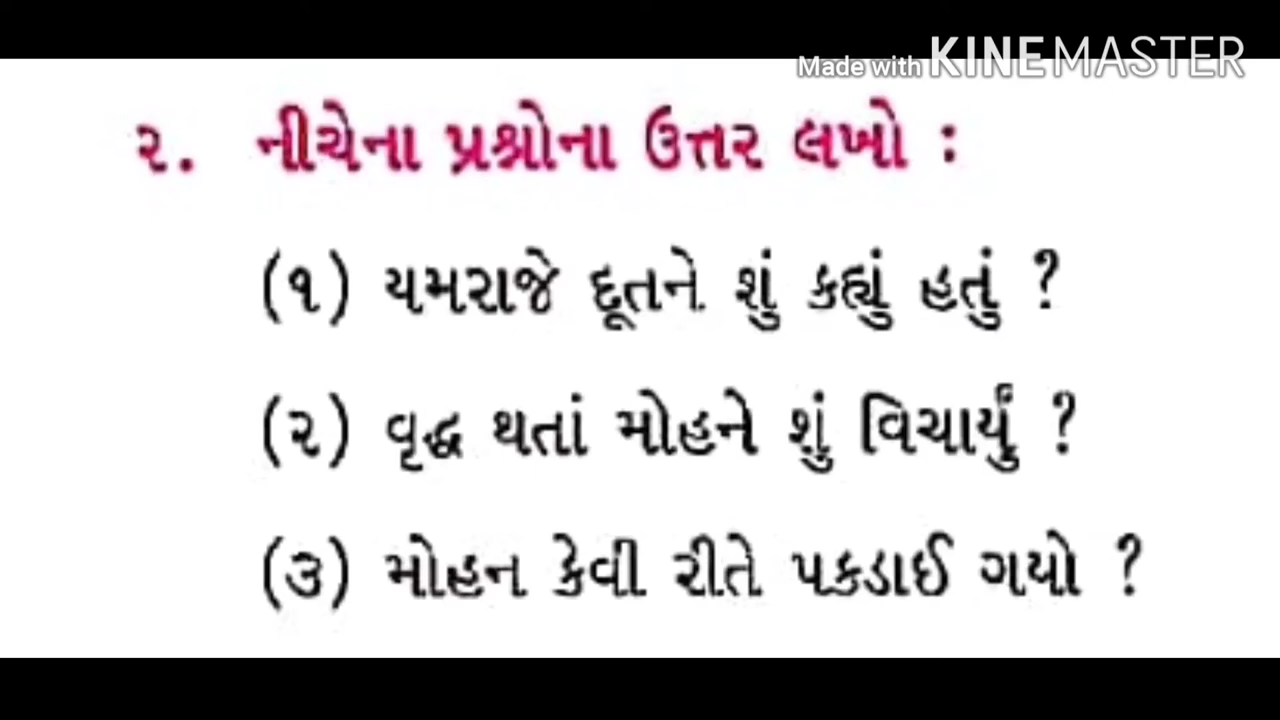 Made with KINEMASTER
૨. નીચેના પ્રશ્નોના ઉત્તર લખો :
(૧) યમરાજે દૂતને શું કહ્યું હતું ?
(૨) વૃદ્ધ થતાં મોહને શું વિચાર્યું ?
(૩) મોહન કેવી રીતે પકડાઈ ગયો ?